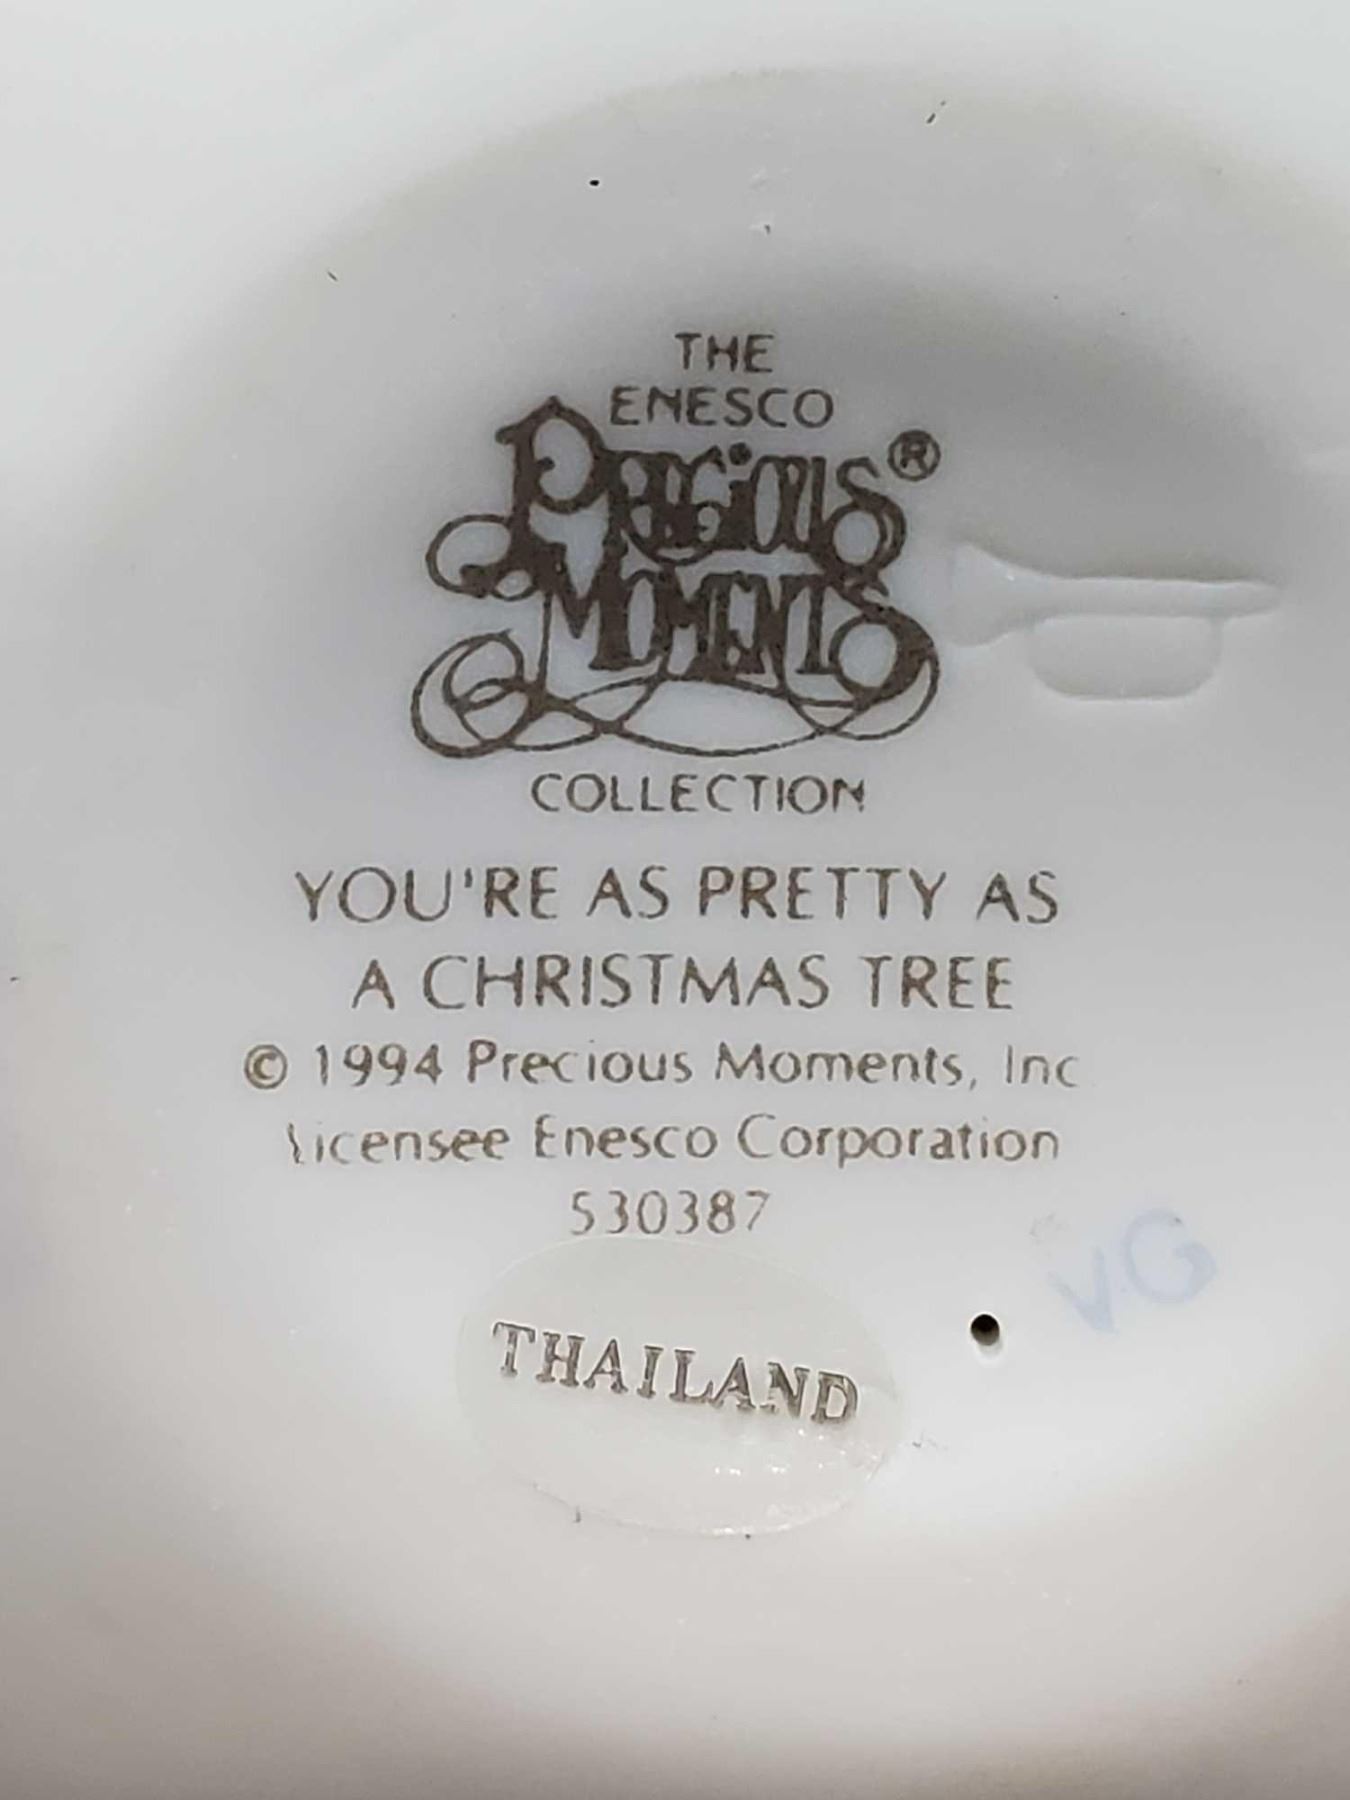 THE
ENESCO
PRECIOUS®
MOMENTS
COLLECTION
YOU'RE AS PRETTY AS
A CHRISTMAS TREE
© 1994 Precious Moments, Inc
Licensee Enesco Corporation
530387
VG
THAILAND